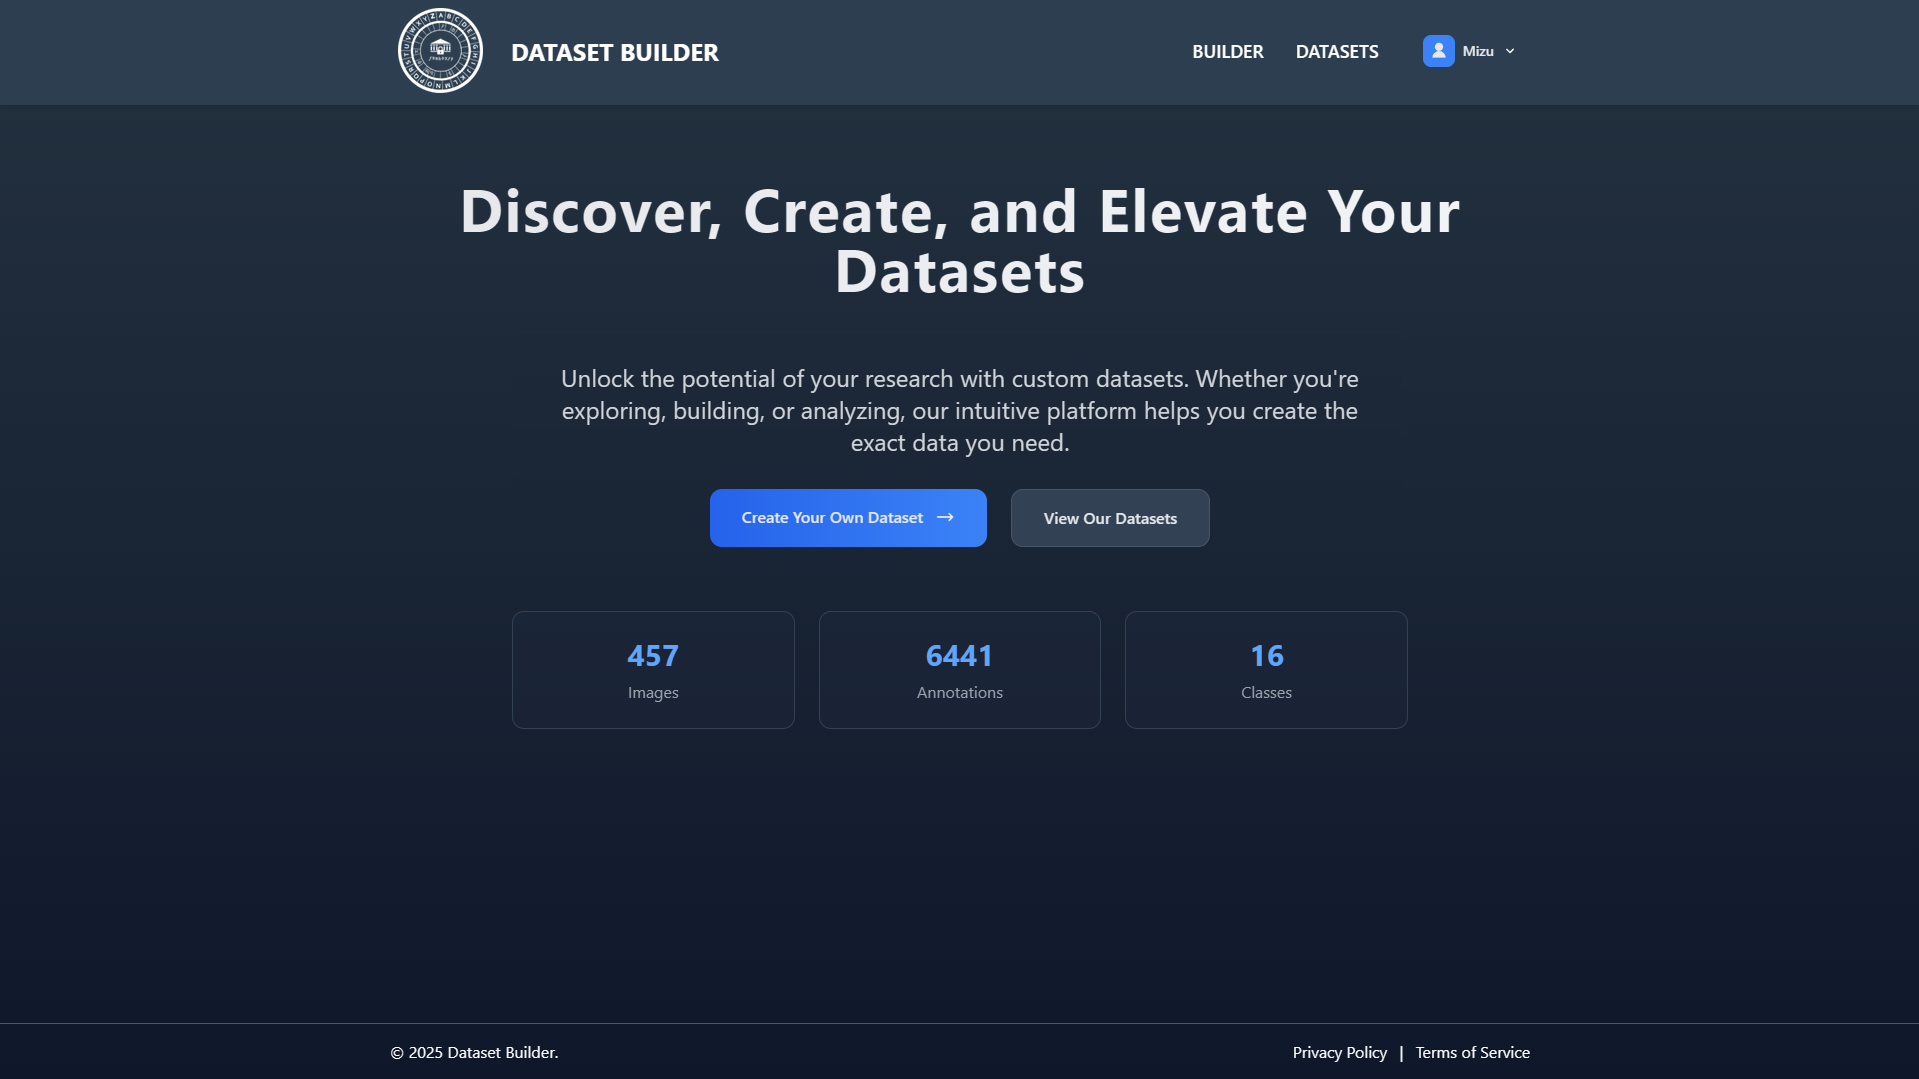 DATASET BUILDER
BUILDER
DATASETS
Mizu
Discover, Create, and Elevate Your
Datasets
Unlock the potential of your research with custom datasets. Whether you're
exploring, building, or analyzing, our intuitive platform helps you create the
exact data you need.
Create Your Own Dataset →
View Our Datasets
457
Images
6441
Annotations
16
Classes
© 2025 Dataset Builder.
Privacy Policy | Terms of Service